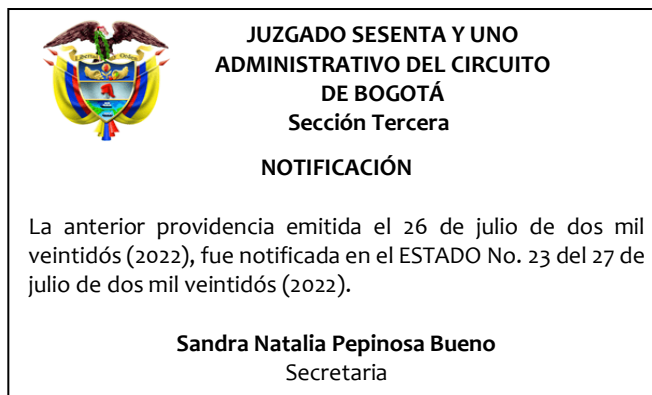 JUZGADO SESENTA Y UNO
ADMINISTRATIVO DEL CIRCUITO
DE BOGOTÁ
Sección Tercera
NOTIFICACIÓN
La anterior providencia emitida el 26 de julio de dos mil
veintidós (2022), fue notificada en el ESTADO No. 23 del 27 de
julio de dos mil veintidós (2022).
Sandra Natalia Pepinosa Bueno
Secretaria